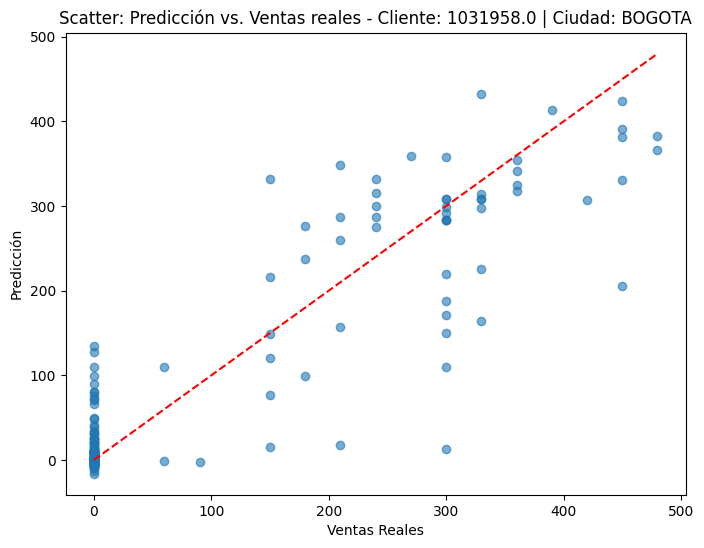 Scatter: Predicción vs. Ventas reales - Cliente: 1031958.0 | Ciudad: BOGOTA
500
400
300
200
100
0
Predicción
0 100 200 300 400 500
Ventas Reales